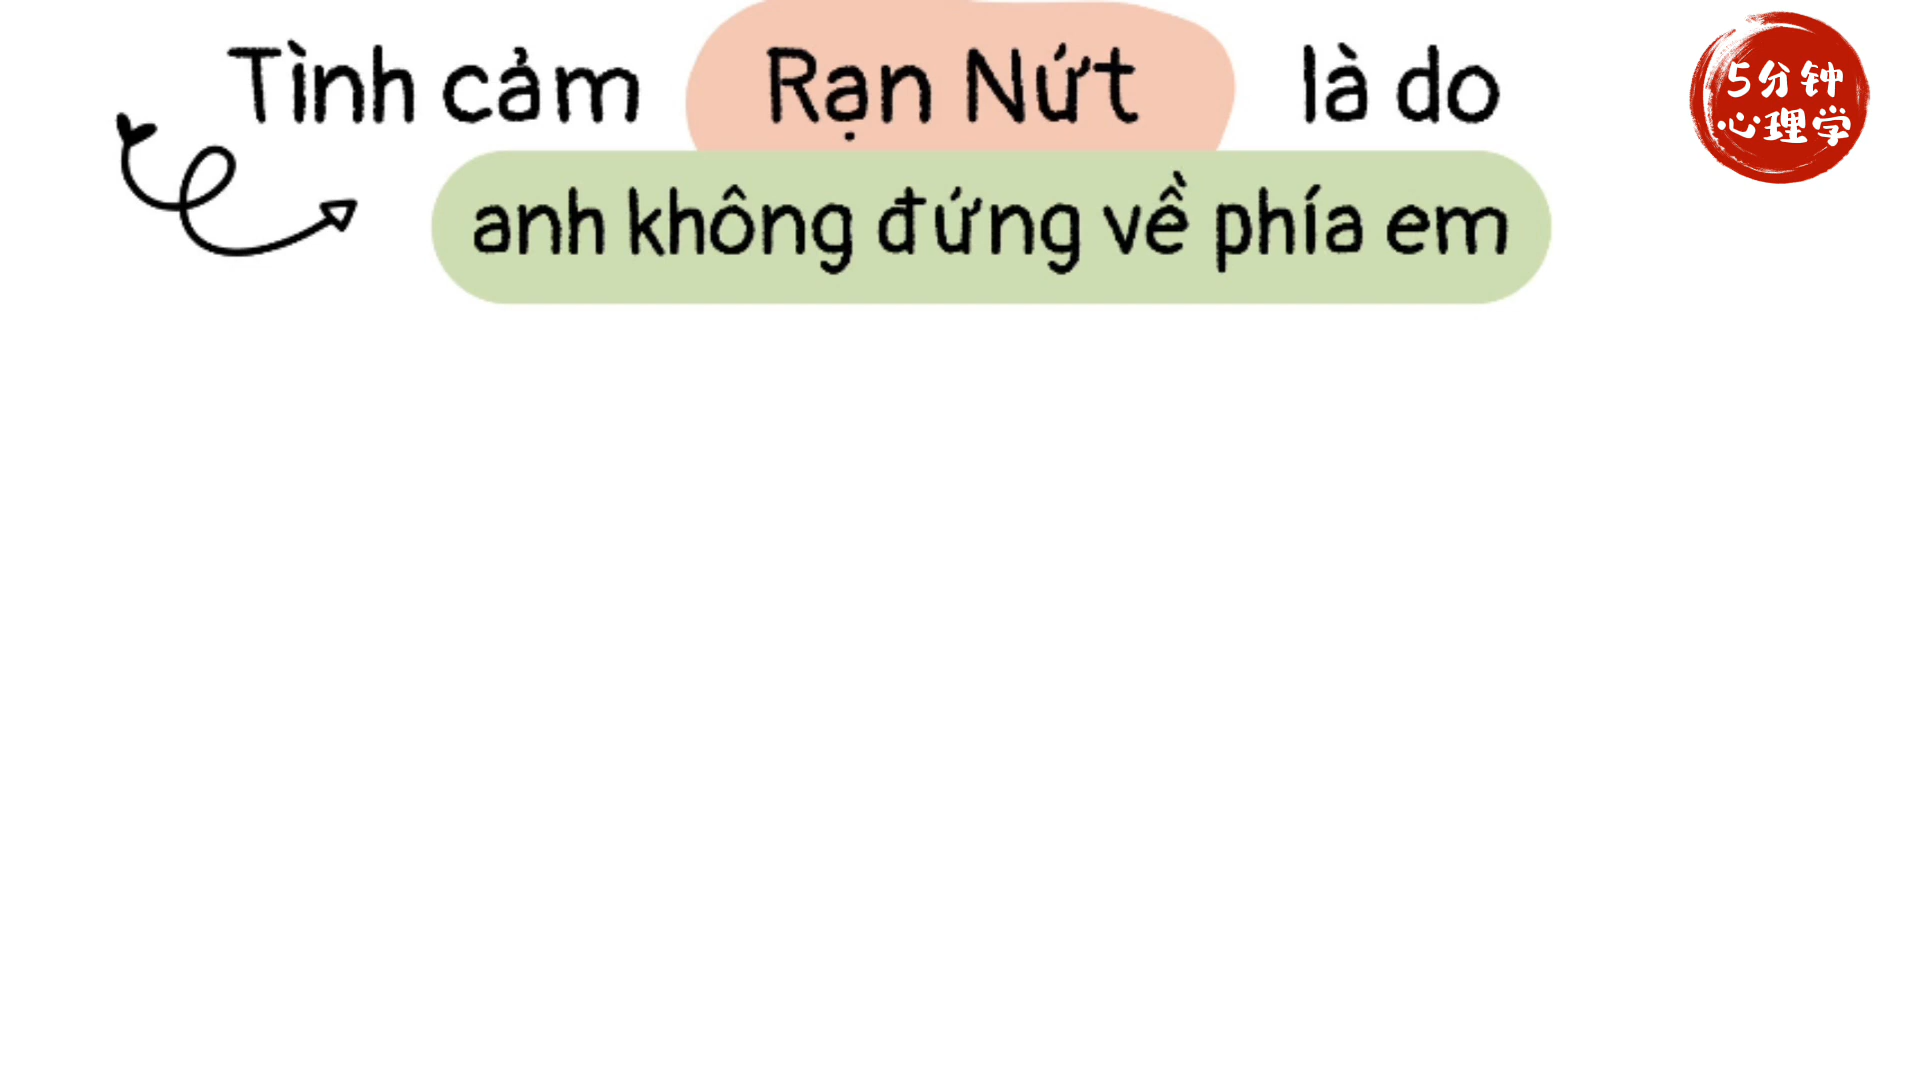 Tình cảm Rạn Nứt là do
anh không đứng về phía em
5分钟
心理学